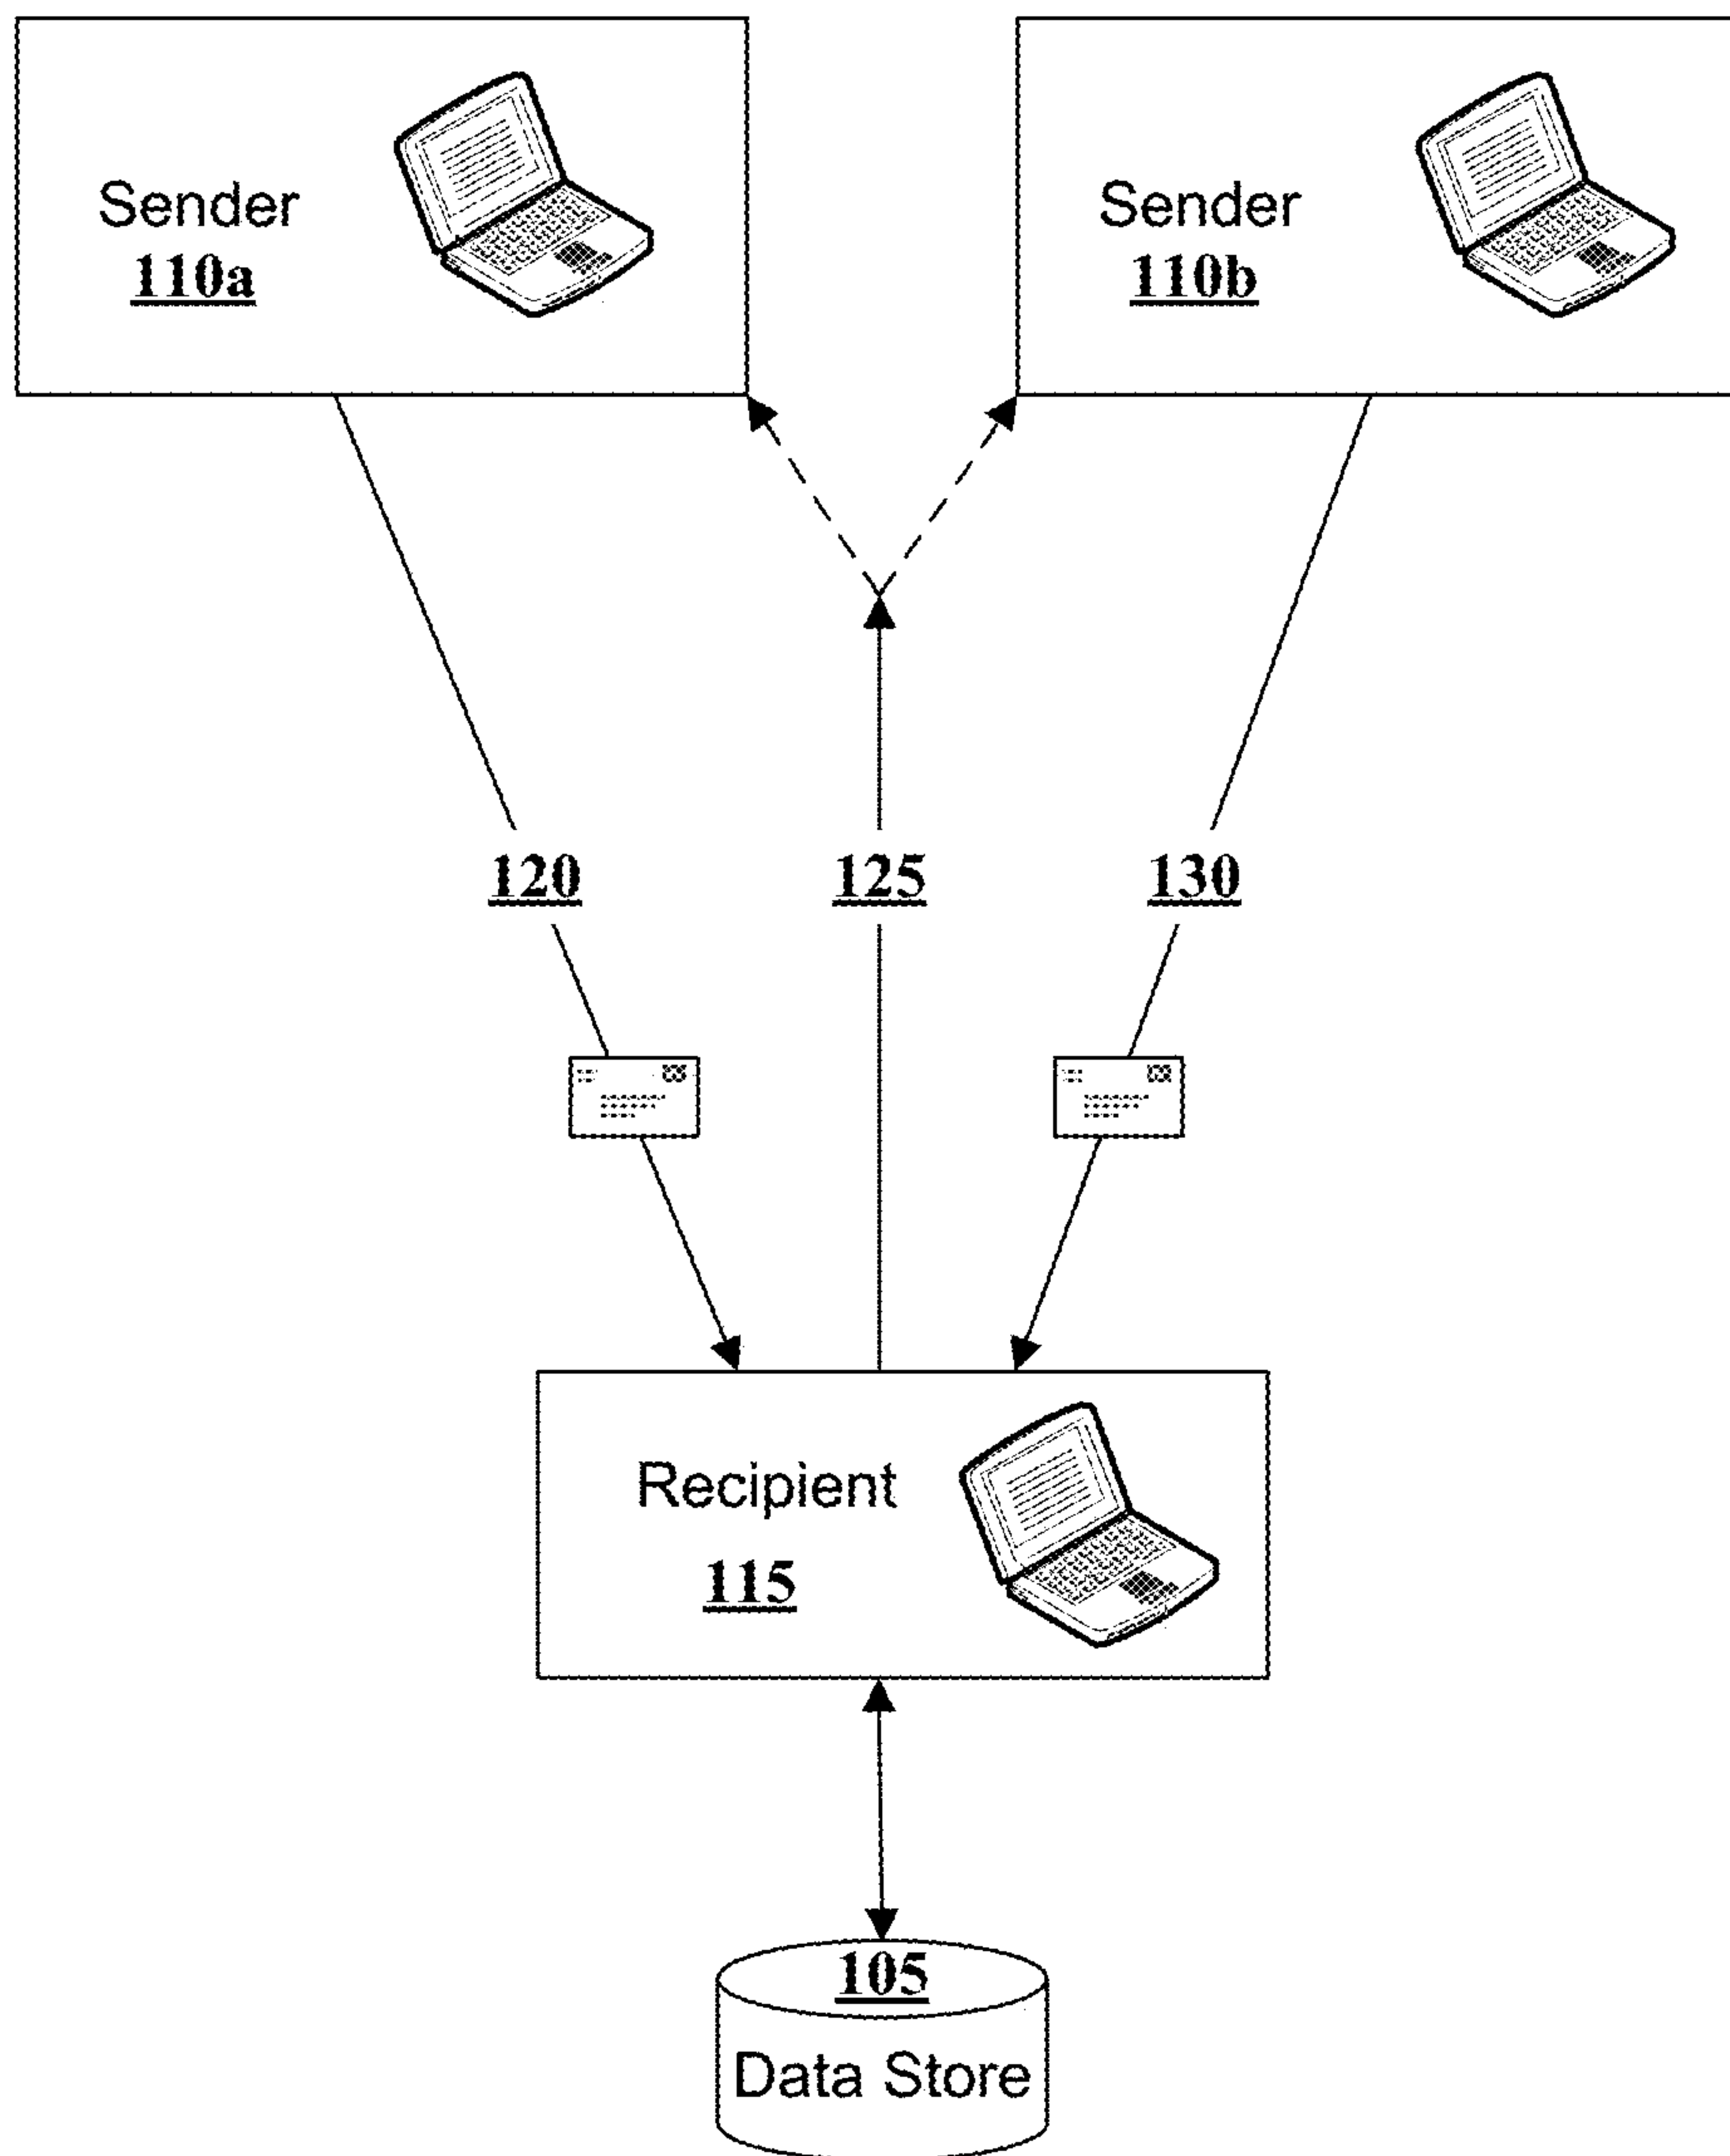 Sender
110a
Sender
110b
120
125
130
Recipient
115
105
Data Store